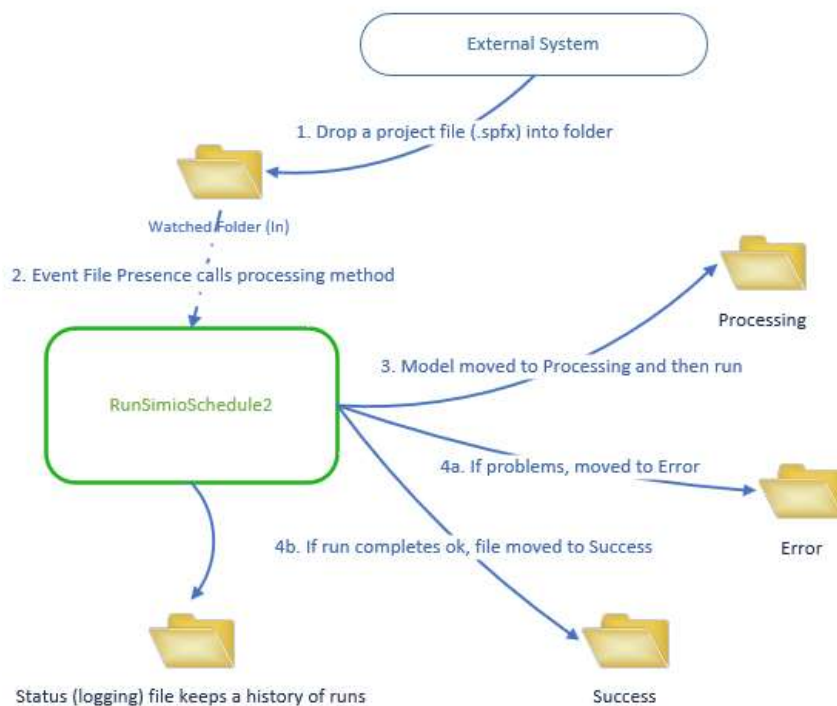 External System
1. Drop a project file (.spfx) into folder
Watched Folder (In)
2. Event File Presence calls processing method
Processing
3. Model moved to Processing and then run
RunSimioSchedule2
4a. If problems, moved to Error
4b. If run completes ok, file moved to Success
Error
Status (logging) file keeps a history of runs
Success